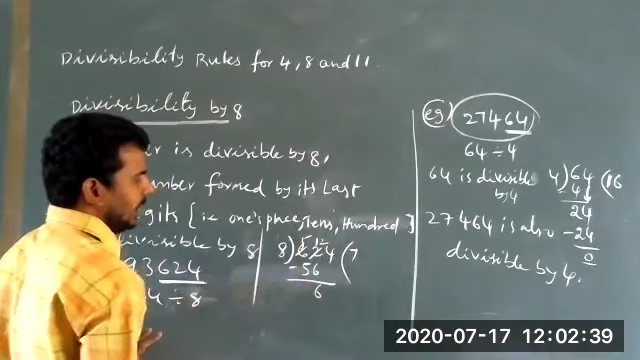 Divisibility Rules for 4, 8 and 11.
Divisibility by 8
is divisible by 8,
formed by its Last
[ie one's place, tens, Hundred]
divisible by 8
93624
4 ÷ 8
8) 624 (7
-56
6
eg) 27464
64 ÷ 4
64 is divisible by 4
4) 64 (16
-4
24
-24
0
27464 is also
divisible by 4.
2020-07-17 12:02:39